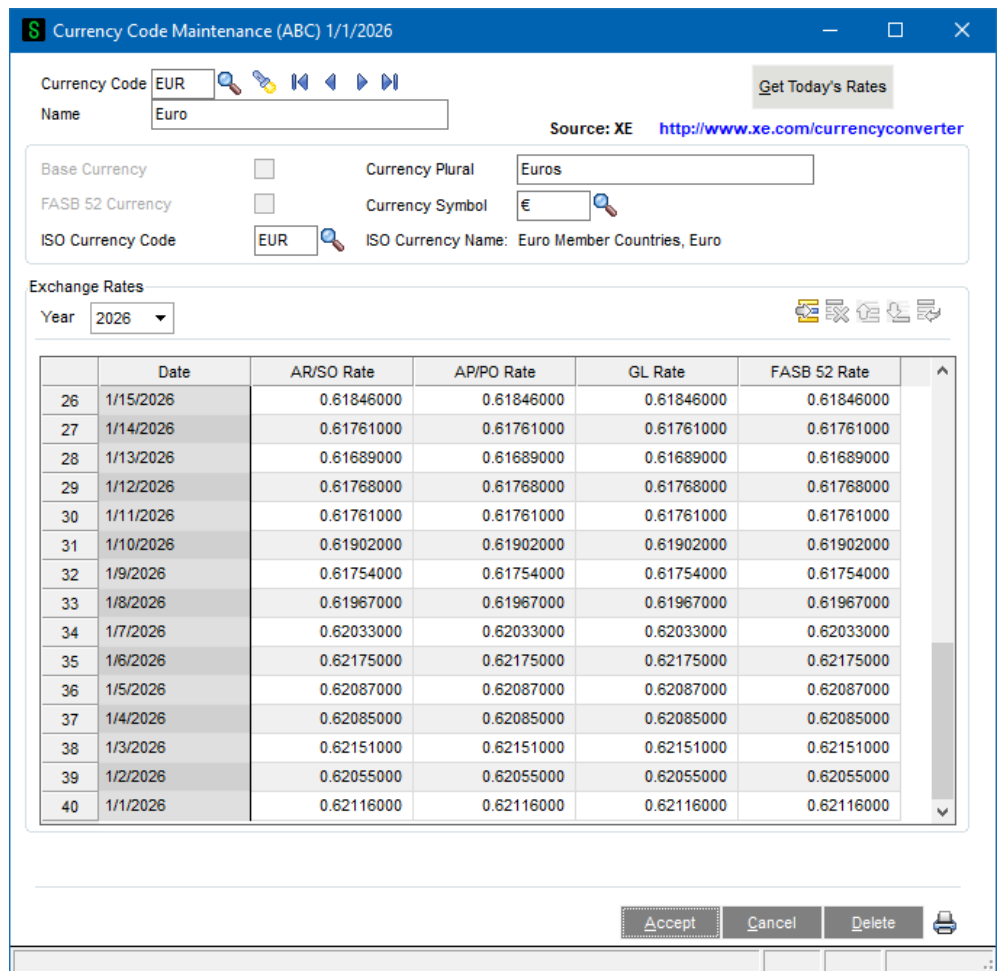 S Currency Code Maintenance (ABC) 1/1/2026
Currency Code EUR Get Today's Rates
Name Euro
Source: XE http://www.xe.com/currencyconverter
Base Currency Currency Plural Euros
FASB 52 Currency Currency Symbol €
ISO Currency Code EUR ISO Currency Name: Euro Member Countries, Euro
Exchange Rates
Year 2026
Date AR/SO Rate AP/PO Rate GL Rate FASB 52 Rate
26 1/15/2026 0.61846000 0.61846000 0.61846000 0.61846000
27 1/14/2026 0.61761000 0.61761000 0.61761000 0.61761000
28 1/13/2026 0.61689000 0.61689000 0.61689000 0.61689000
29 1/12/2026 0.61768000 0.61768000 0.61768000 0.61768000
30 1/11/2026 0.61761000 0.61761000 0.61761000 0.61761000
31 1/10/2026 0.61902000 0.61902000 0.61902000 0.61902000
32 1/9/2026 0.61754000 0.61754000 0.61754000 0.61754000
33 1/8/2026 0.61967000 0.61967000 0.61967000 0.61967000
34 1/7/2026 0.62033000 0.62033000 0.62033000 0.62033000
35 1/6/2026 0.62175000 0.62175000 0.62175000 0.62175000
36 1/5/2026 0.62087000 0.62087000 0.62087000 0.62087000
37 1/4/2026 0.62085000 0.62085000 0.62085000 0.62085000
38 1/3/2026 0.62151000 0.62151000 0.62151000 0.62151000
39 1/2/2026 0.62055000 0.62055000 0.62055000 0.62055000
40 1/1/2026 0.62116000 0.62116000 0.62116000 0.62116000
Accept Cancel Delete